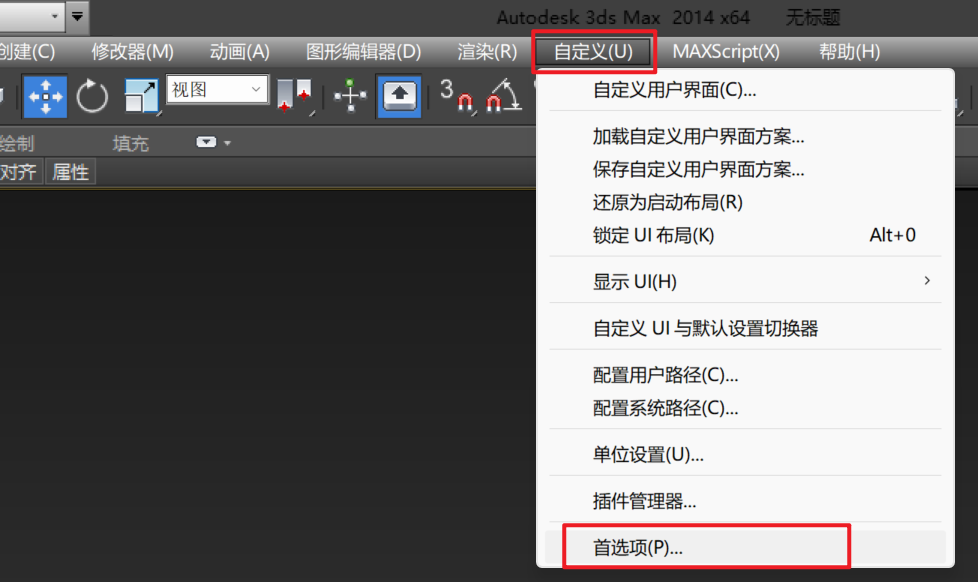 Autodesk 3ds Max 2014 x64 无标题
创建(C) 修改器(M) 动画(A) 图形编辑器(D) 渲染(R) 自定义(U) MAXScript(X) 帮助(H)
视图
3
绘制 填充
对齐 属性
自定义用户界面(C)...
加载自定义用户界面方案...
保存自定义用户界面方案...
还原为启动布局(R)
锁定 UI 布局(K) Alt+0
显示 UI(H)
自定义 UI 与默认设置切换器
配置用户路径(C)...
配置系统路径(C)...
单位设置(U)...
插件管理器...
首选项(P)...